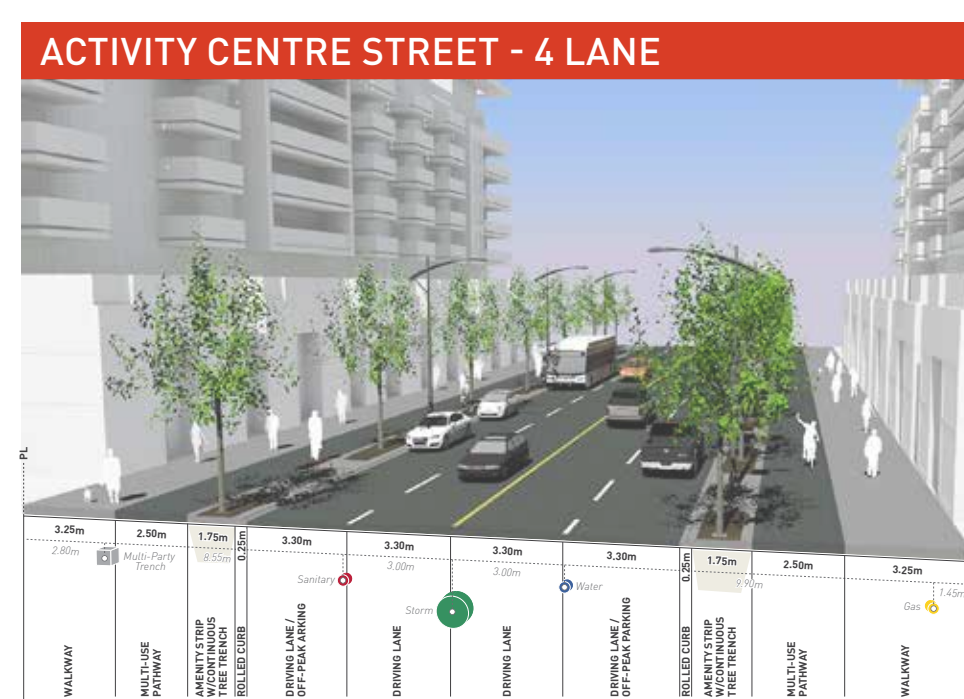 ACTIVITY CENTRE STREET - 4 LANE
PL
3.25m
2.50m
1.75m
0.25m
3.30m
3.30m
3.30m
3.30m
0.25m
1.75m
2.50m
3.25m
2.80m
Multi-Party
Trench
8.55m
Sanitary
3.00m
Storm
3.00m
Water
9.90m
Gas
1.45m
WALKWAY
MULTI-USE
PATHWAY
AMENITY STRIP
W/CONTINUOUS
TREE TRENCH
ROLLED CURB
DRIVING LANE /
OFF-PEAK ARKING
DRIVING LANE
DRIVING LANE
DRIVING LANE /
OFF-PEAK PARKING
ROLLED CURB
AMENITY STRIP
W/CONTINUOUS
TREE TRENCH
MULTI-USE
PATHWAY
WALKWAY